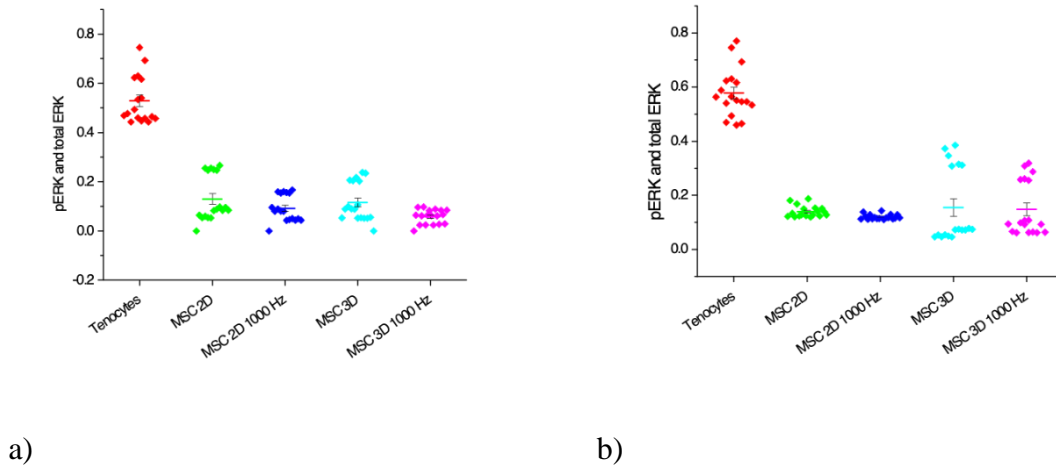 pERK and total ERK
0.8
0.6
0.4
0.2
0.0
-0.2
Tenocytes
MSC 2D
MSC 2D 1000 Hz
MSC 3D
MSC 3D 1000 Hz
a)
pERK and total ERK
0.8
0.6
0.4
0.2
0.0
Tenocytes
MSC 2D
MSC 2D 1000 Hz
MSC 3D
MSC 3D 1000 Hz
b)